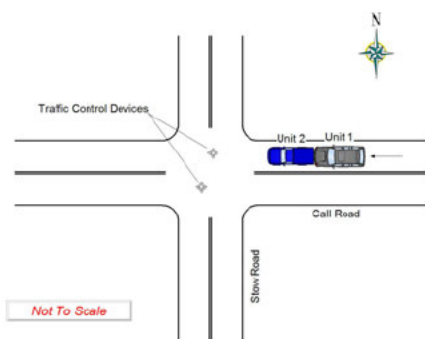 N
Traffic Control Devices
Unit 2
Unit 1
Call Road
Stow Road
Not To Scale